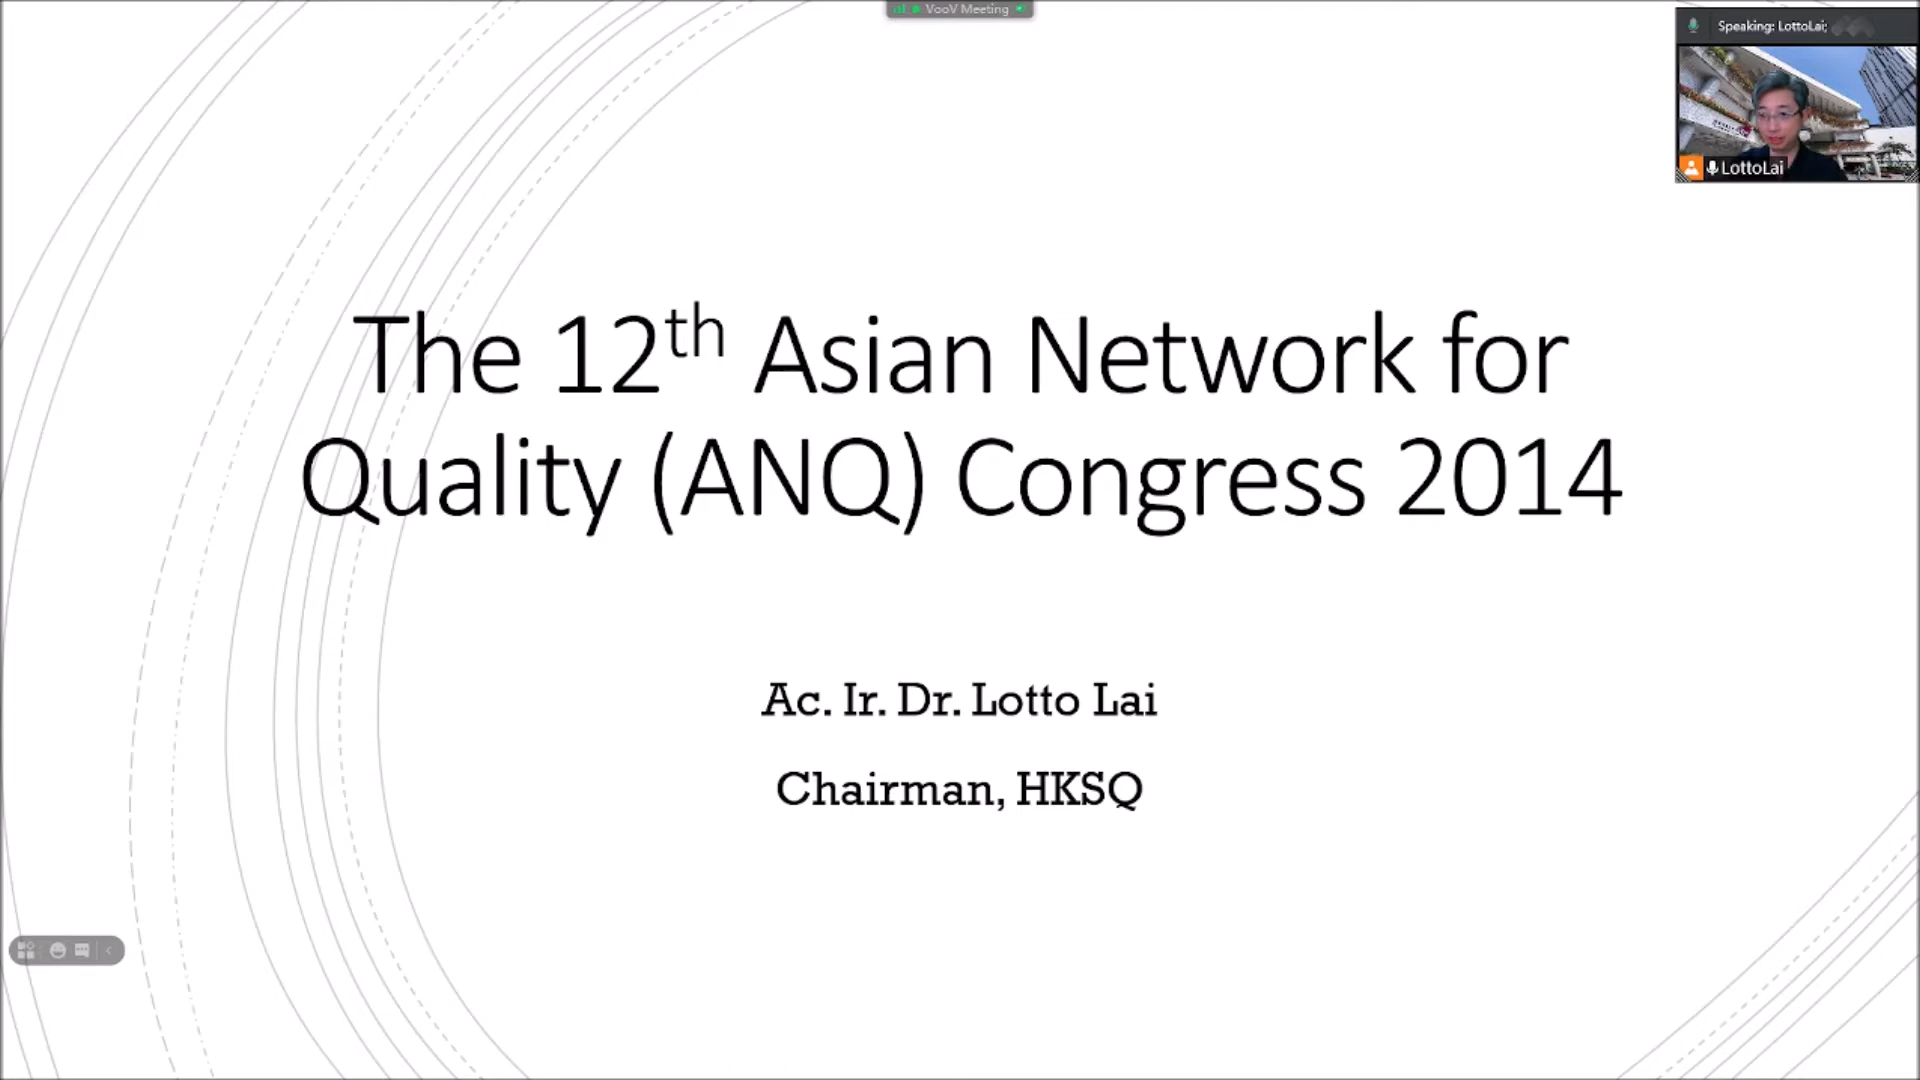 VooV Meeting
Speaking: LottoLai;
LottoLai
The 12th Asian Network for
Quality (ANQ) Congress 2014
Ac. Ir. Dr. Lotto Lai
Chairman, HKSQ